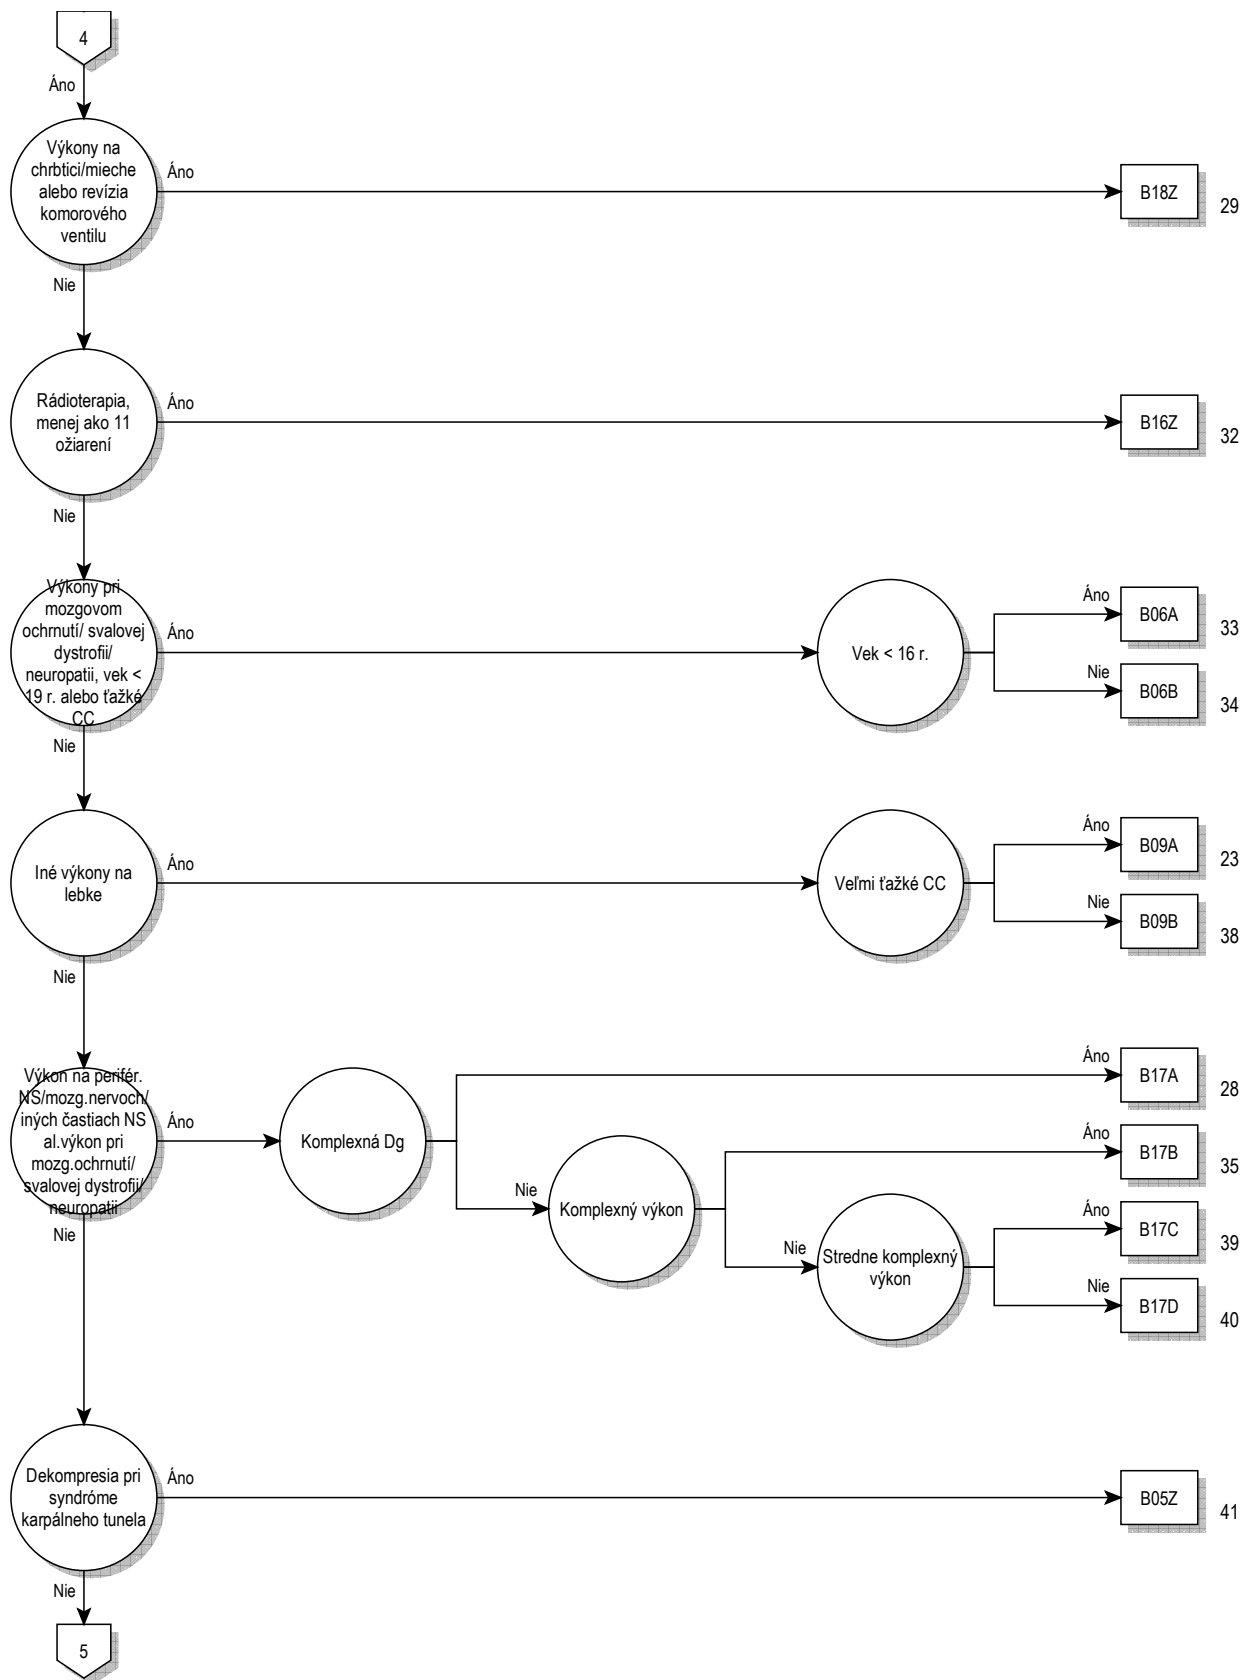 4
Áno
Výkony na
chrbtici/mieche
alebo revízia
komorového
ventilu
Áno
B18Z
29
Nie
Rádioterapia,
menej ako 11
ožiarení
Áno
B16Z
32
Nie
Výkony pri
mozgovom
ochrnutí/ svalovej
dystrofii/
neuropatii, vek <
19 r. alebo ťažké
CC
Áno
Vek < 16 r.
Áno
B06A
33
Nie
B06B
34
Nie
Iné výkony na
lebke
Áno
Veľmi ťažké CC
Áno
B09A
23
Nie
B09B
38
Nie
Výkon na perifér.
NS/mozg.nervoch/
iných častiach NS
al.výkon pri
mozg.ochrnutí/
svalovej dystrofii/
neuropatii
Áno
Komplexná Dg
Áno
B17A
28
Nie
Komplexný výkon
Áno
B17B
35
Nie
Stredne komplexný
výkon
Áno
B17C
39
Nie
B17D
40
Nie
Dekompresia pri
syndróme
karpálneho tunela
Áno
B05Z
41
Nie
5